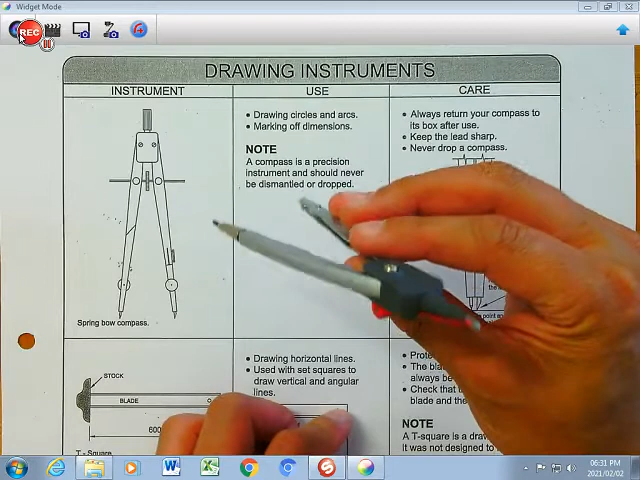 Widget Mode
REC
DRAWING INSTRUMENTS
INSTRUMENT
USE
CARE
• Drawing circles and arcs.
• Marking off dimensions.
NOTE
A compass is a precision
instrument and should never
be dismantled or dropped.
• Always return your compass to
its box after use.
• Keep the lead sharp.
• Never drop a compass.
the l
point
Spring bow compass.
STOCK
BLADE
600
T - Square
• Drawing horizontal lines.
• Used with set squares to
draw vertical and angular
lines.
• Prote
• The bla
always be
• Check that
blade and the
NOTE
A T-square is a draw
It was not designed to
06:31 PM
2021/02/02